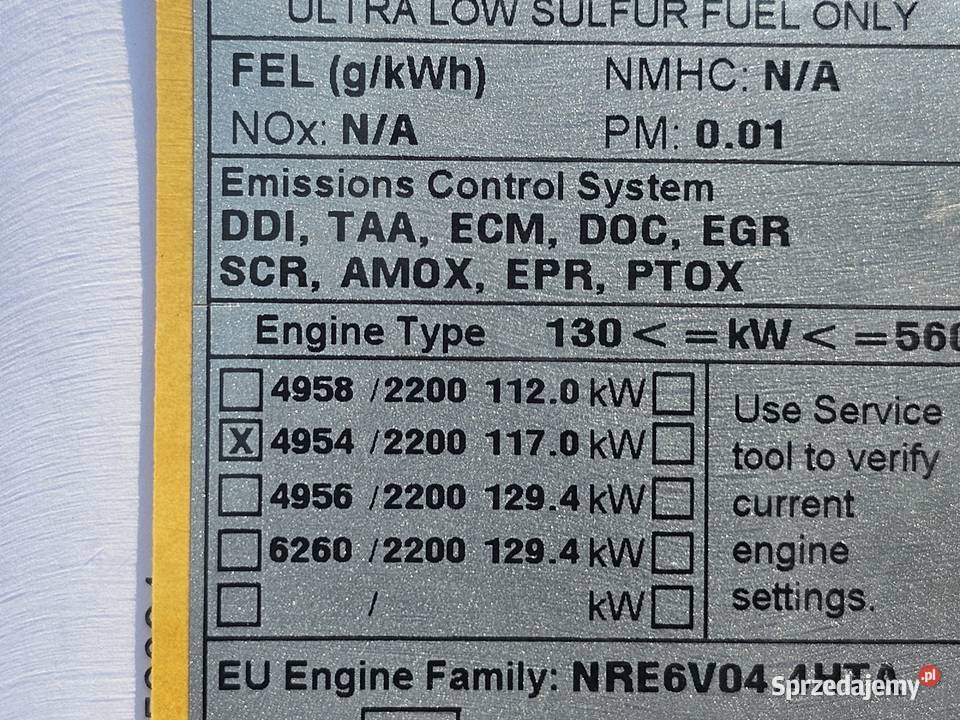 ULTRA LOW SULFUR FUEL ONLY
FEL (g/kWh) NMHC: N/A
NOx: N/A PM: 0.01
Emissions Control System
DDI, TAA, ECM, DOC, EGR
SCR, AMOX, EPR, PTOX
Engine Type 130 < = kW < = 560
4958 / 2200 112.0 kW
X 4954 / 2200 117.0 kW
4956 / 2200 129.4 kW
6260 / 2200 129.4 kW
/ kW
Use Service
tool to verify
current
engine
settings.
EU Engine Family: NRE6V04.4HTA
Sprzedajemy.pl